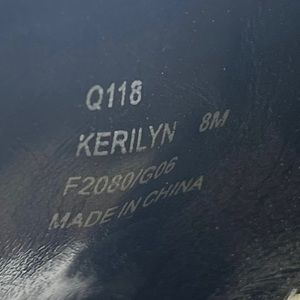 Q118
KERILYN 8M
F2080/G06
MADE IN CHINA